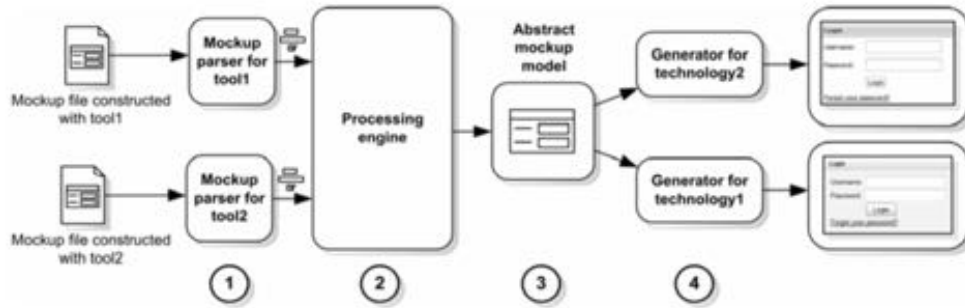 Mockup file constructed
with tool1
Mockup
parser for
tool1
or
Processing
engine
Abstract
mockup
model
Generator for
technology2
Login
Username:
Password:
Login
Forgot your password?
Mockup file constructed
with tool2
Mockup
parser for
tool2
or
Generator for
technology1
Login
Username:
Password:
Login
Forgot your password?
1
2
3
4